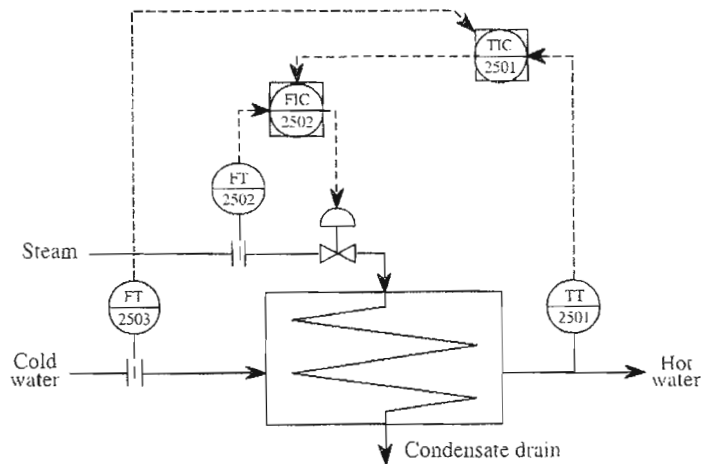 TIC
2501
FIC
2502
FT
2502
Steam
FT
2503
TT
2501
Cold
water
Hot
water
Condensate drain